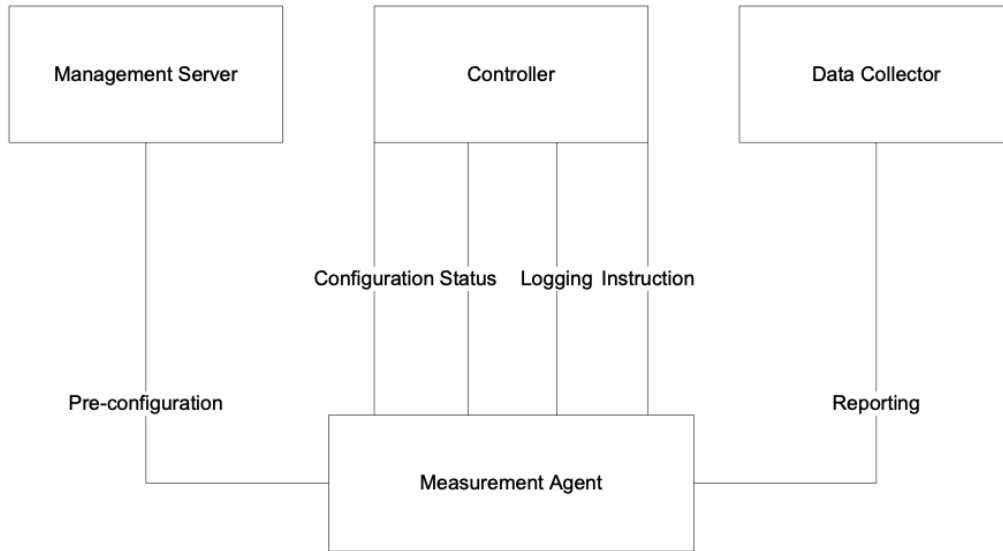 Management Server
Controller
Data Collector
Configuration Status Logging Instruction
Pre-configuration
Reporting
Measurement Agent